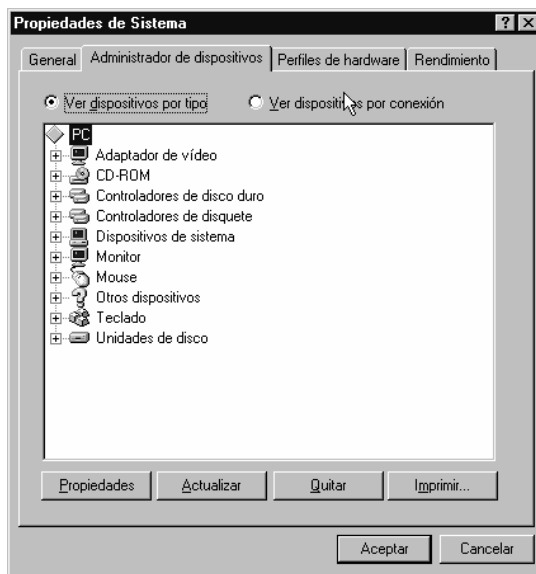 Propiedades de Sistema
General Administrador de dispositivos Perfiles de hardware Rendimiento
Ver dispositivos por tipo Ver dispositivos por conexión
PC
Adaptador de vídeo
CD-ROM
Controladores de disco duro
Controladores de disquete
Dispositivos de sistema
Monitor
Mouse
Otros dispositivos
Teclado
Unidades de disco
Propiedades Actualizar Quitar Imprimir...
Aceptar Cancelar